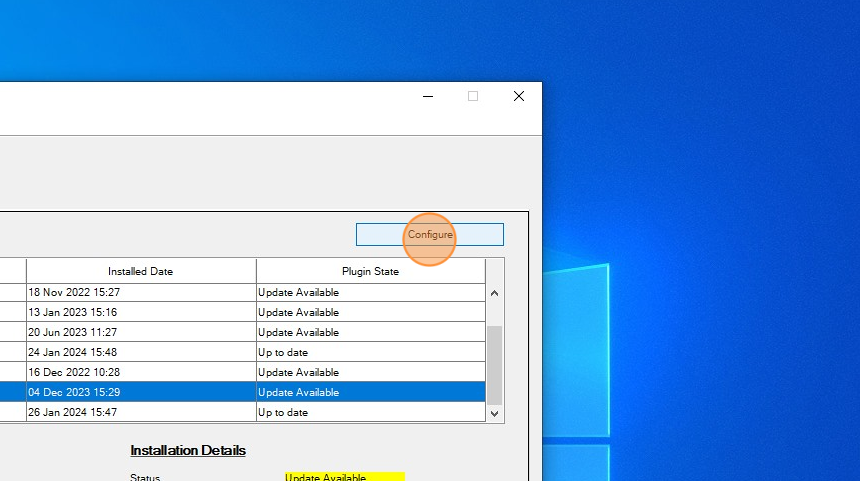 Configure
Installed Date Plugin State
18 Nov 2022 15:27 Update Available
13 Jan 2023 15:16 Update Available
20 Jun 2023 11:27 Update Available
24 Jan 2024 15:48 Up to date
16 Dec 2022 10:28 Update Available
04 Dec 2023 15:29 Update Available
26 Jan 2024 15:47 Up to date
Installation Details
Status Update Available